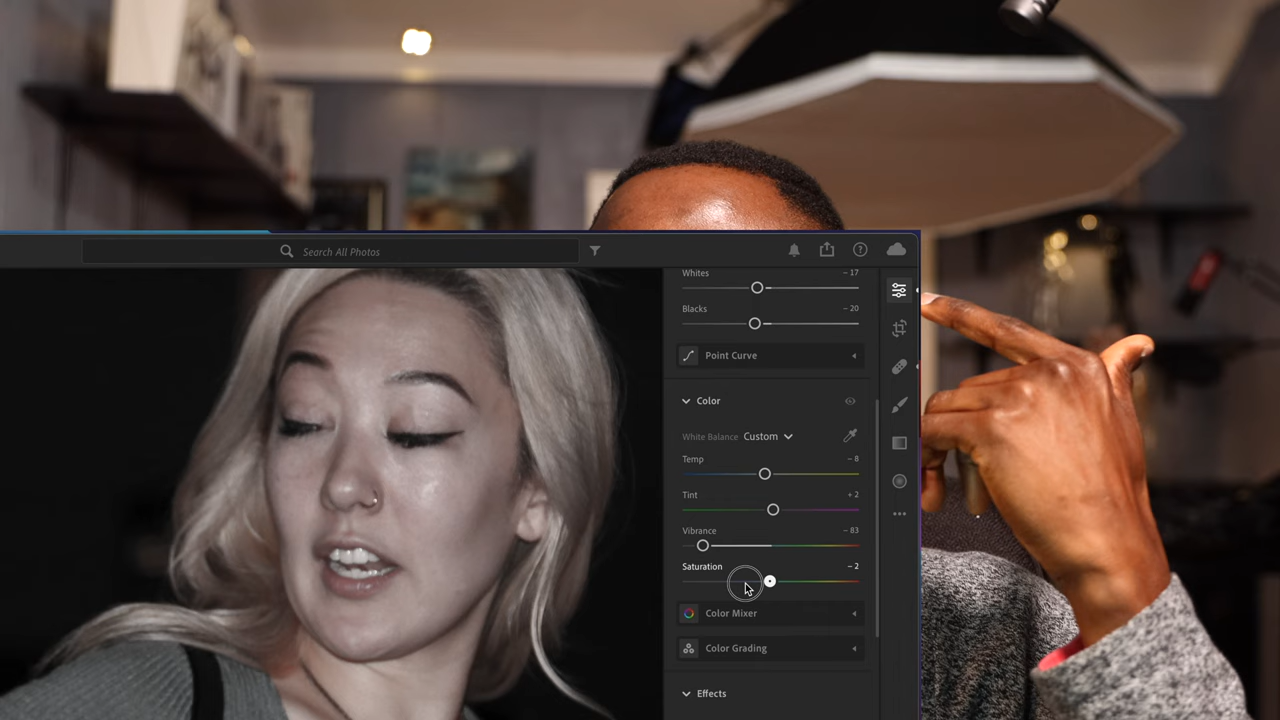 Search All Photos
Whites − 17
Blacks − 20
Point Curve
Color
White Balance Custom
Temp − 8
Tint + 2
Vibrance − 83
Saturation − 2
Color Mixer
Color Grading
Effects